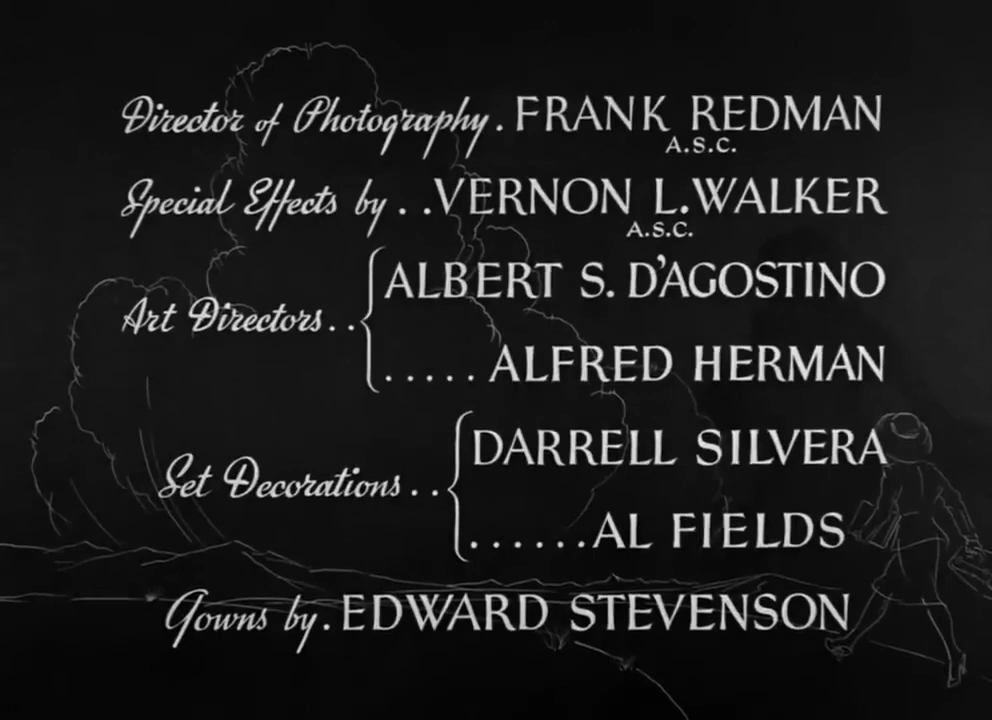 Director of Photography. FRANK REDMAN
A.S.C.
Special Effects by . . VERNON L. WALKER
A.S.C.
ALBERT S. D'AGOSTINO
Art Directors . .
. . . . . ALFRED HERMAN
DARRELL SILVERA
Set Decorations . .
. . . . . . AL FIELDS
Gowns by. EDWARD STEVENSON